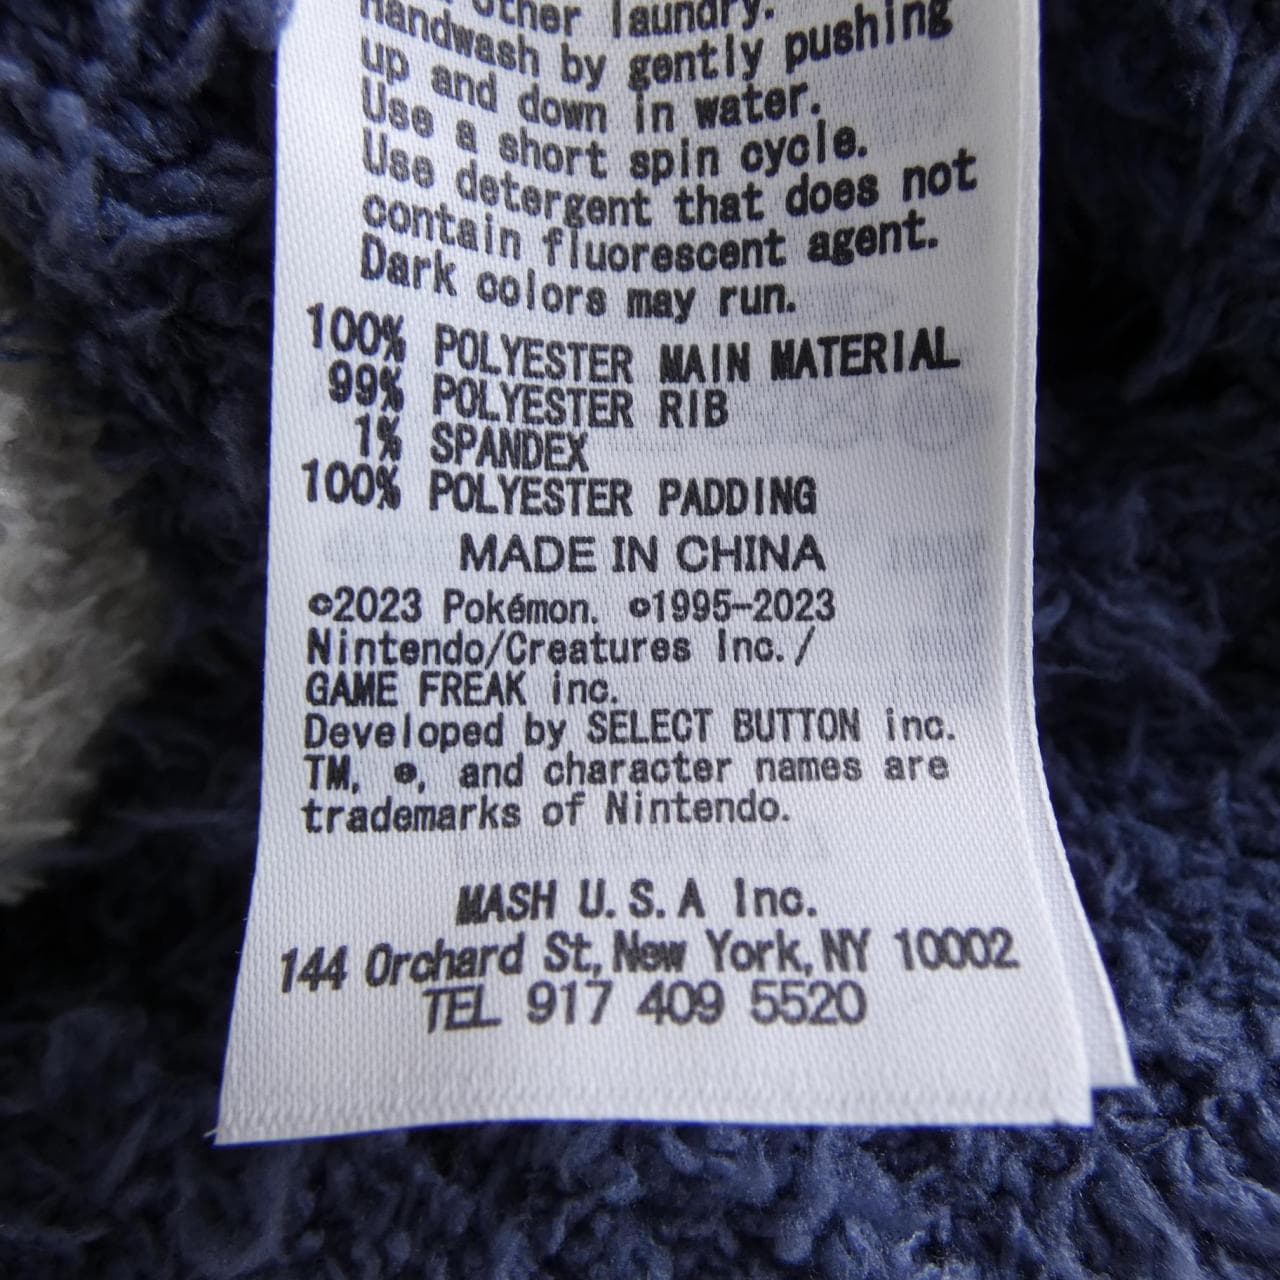 other laundry.
handwash by gently pushing
up and down in water.
Use a short spin cycle.
Use detergent that does not
contain fluorescent agent.
Dark colors may run.
100% POLYESTER MAIN MATERIAL
99% POLYESTER RIB
1% SPANDEX
100% POLYESTER PADDING
MADE IN CHINA
©2023 Pokémon. ©1995-2023
Nintendo/Creatures Inc./
GAME FREAK inc.
Developed by SELECT BUTTON inc.
TM, ®, and character names are
trademarks of Nintendo.
MASH U.S.A Inc.
144 Orchard St, New York, NY 10002
TEL 917 409 5520